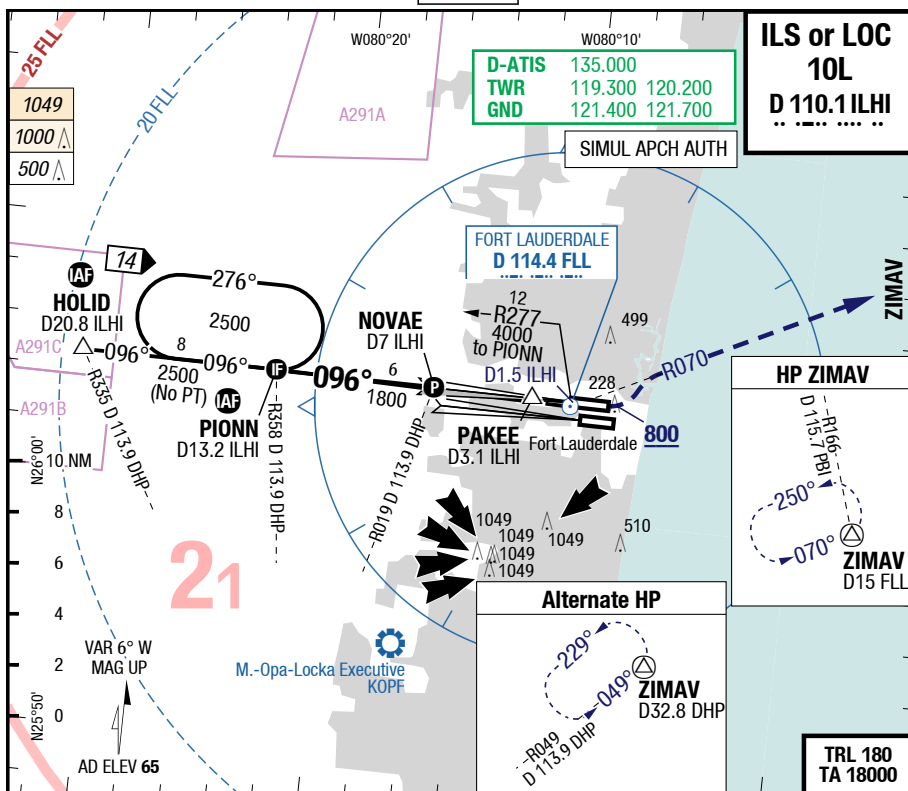 ILS or LOC
10L
D 110.1 ILHI
25 FLL
20 FLL
W080°20'
W080°10'
D-ATIS 135.000
TWR 119.300 120.200
GND 121.400 121.700
SIMUL APCH AUTH
1049
1000
500
A291A
FORT LAUDERDALE
D 114.4 FLL
14
IAF
HOLID
D20.8 ILHI
276°
2500
A291C
096°
8
096°
2500
(No PT)
IF
IAF
PIONN
D13.2 ILHI
096°
6
1800
NOVAE
D7 ILHI
P
12
R277
4000
to PIONN
D1.5 ILHI
499
228
R070
ZIMAV
PAKEE
D3.1 ILHI
Fort Lauderdale
800
A291B
R335 D 113.9 DHP
R358 D 113.9 DHP
R019 D 113.9 DHP
HP ZIMAV
R166
D 115.7 PBI
250°
070°
ZIMAV
D15 FLL
N26°00'
10 NM
8
6
4
2
0
N25°50'
21
1049
1049
1049
1049
1049
510
VAR 6° W
MAG UP
AD ELEV 65
M.-Opa-Locka Executive
KOPF
Alternate HP
229°
049°
ZIMAV
D32.8 DHP
R049
D 113.9 DHP
TRL 180
TA 18000